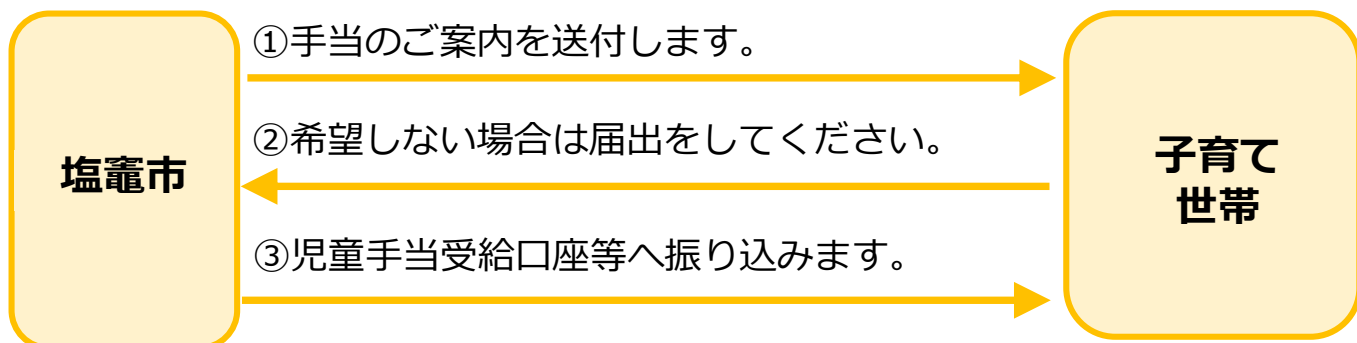 ①手当のご案内を送付します。
②希望しない場合は届出をしてください。
塩竈市
子育て
世帯
③児童手当受給口座等へ振り込みます。